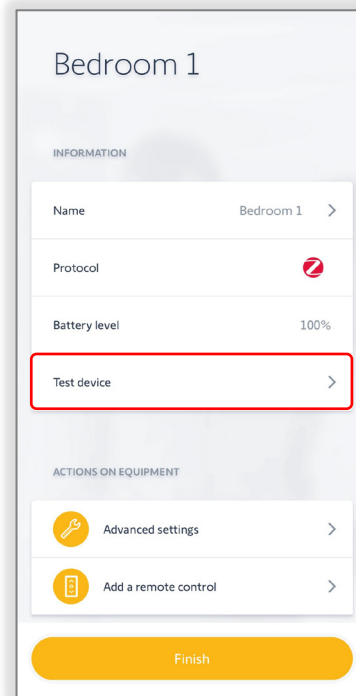 Bedroom 1
INFORMATION
Name Bedroom 1
Protocol
Battery level 100%
Test device
ACTIONS ON EQUIPMENT
Advanced settings
Add a remote control
Finish